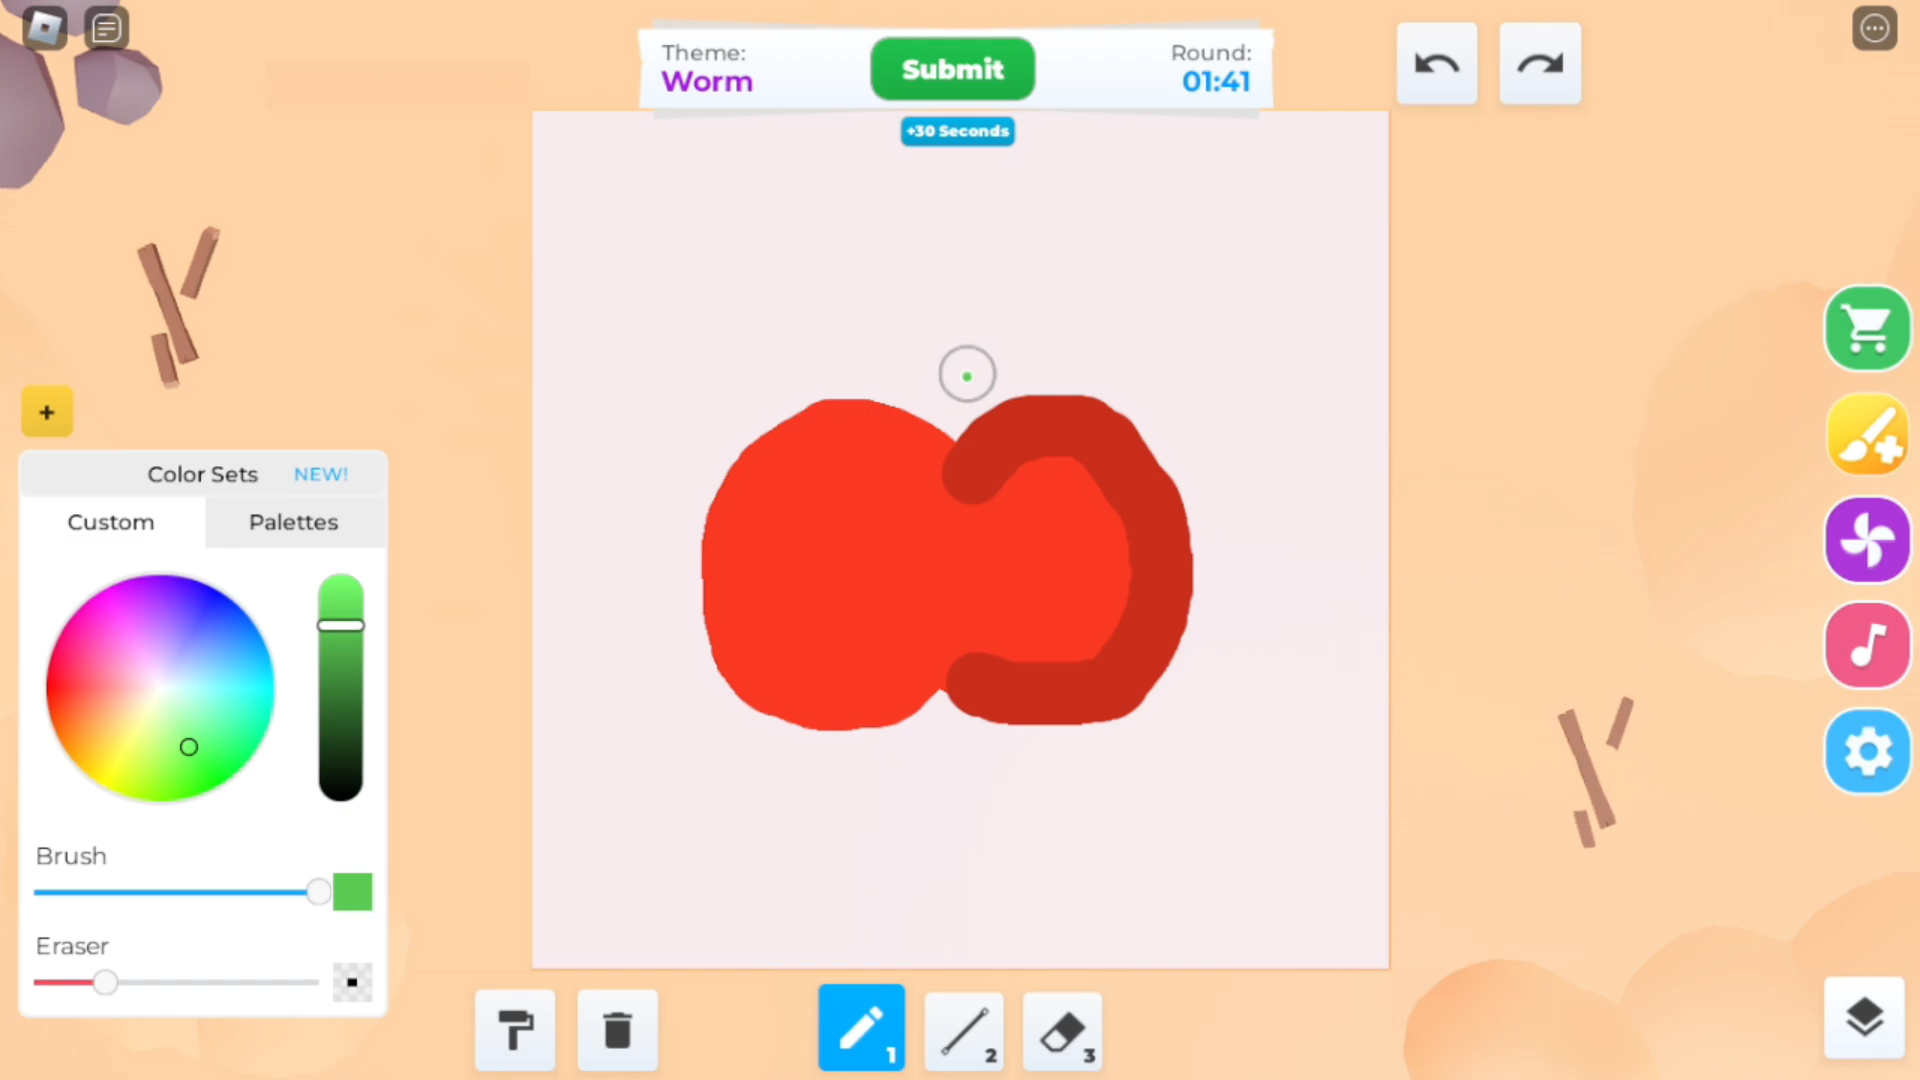 Theme:
Worm
Submit
Round:
01:41
+30 Seconds
+
Color Sets NEW!
Custom Palettes
Brush
Eraser
1
2
3